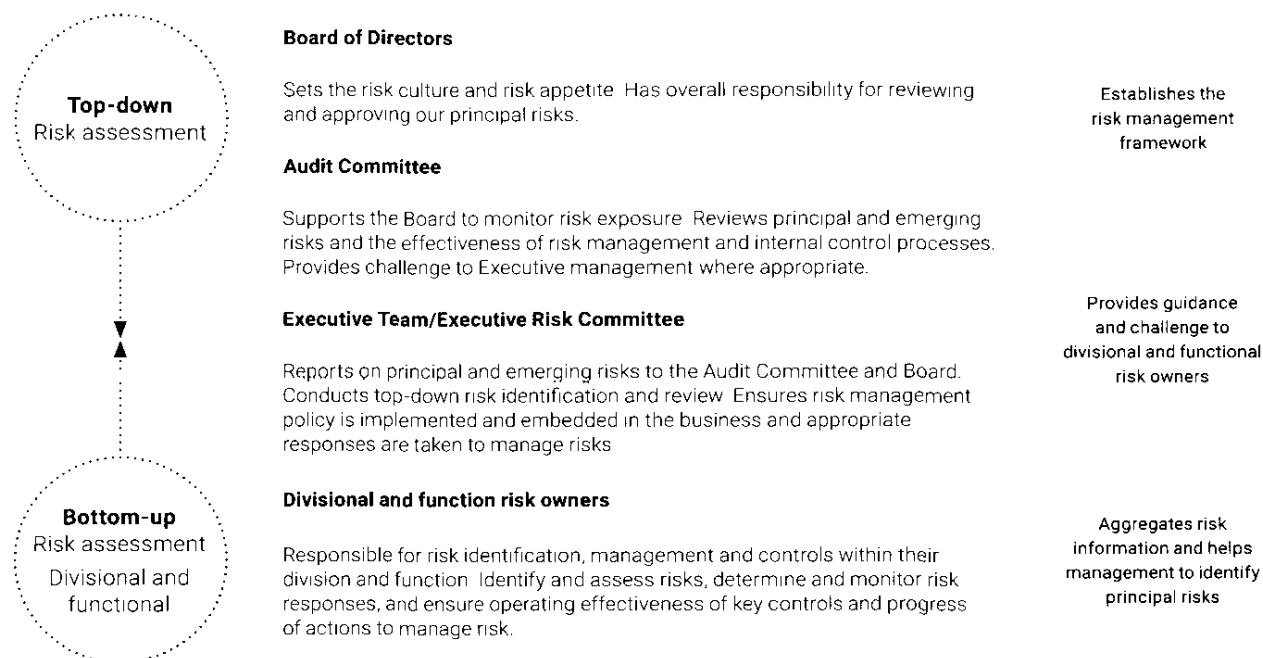 Top-down
Risk assessment
Board of Directors
Sets the risk culture and risk appetite Has overall responsibility for reviewing
and approving our principal risks.
Establishes the
risk management
framework
Audit Committee
Supports the Board to monitor risk exposure Reviews principal and emerging
risks and the effectiveness of risk management and internal control processes.
Provides challenge to Executive management where appropriate.
Executive Team/Executive Risk Committee
Reports on principal and emerging risks to the Audit Committee and Board.
Conducts top-down risk identification and review Ensures risk management
policy is implemented and embedded in the business and appropriate
responses are taken to manage risks
Provides guidance
and challenge to
divisional and functional
risk owners
Bottom-up
Risk assessment
Divisional and
functional
Divisional and function risk owners
Responsible for risk identification, management and controls within their
division and function Identify and assess risks, determine and monitor risk
responses, and ensure operating effectiveness of key controls and progress
of actions to manage risk.
Aggregates risk
information and helps
management to identify
principal risks